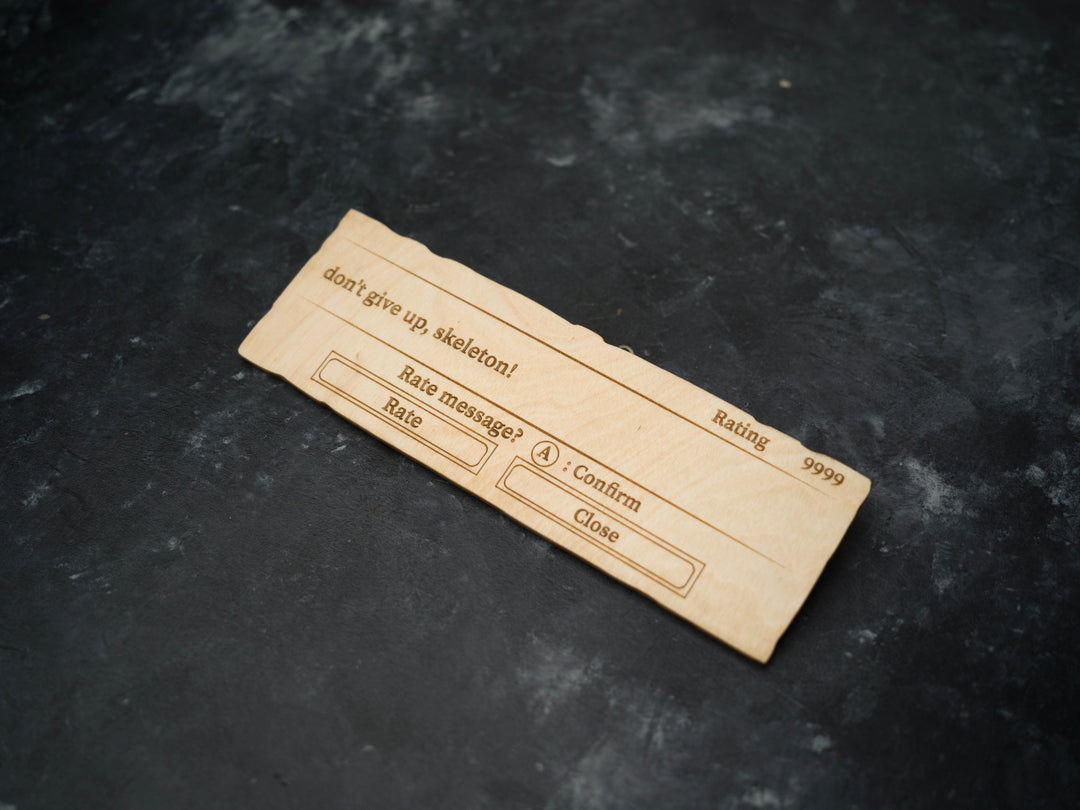 Rating 9999
don't give up, skeleton!
Rate message? A : Confirm
Rate Close